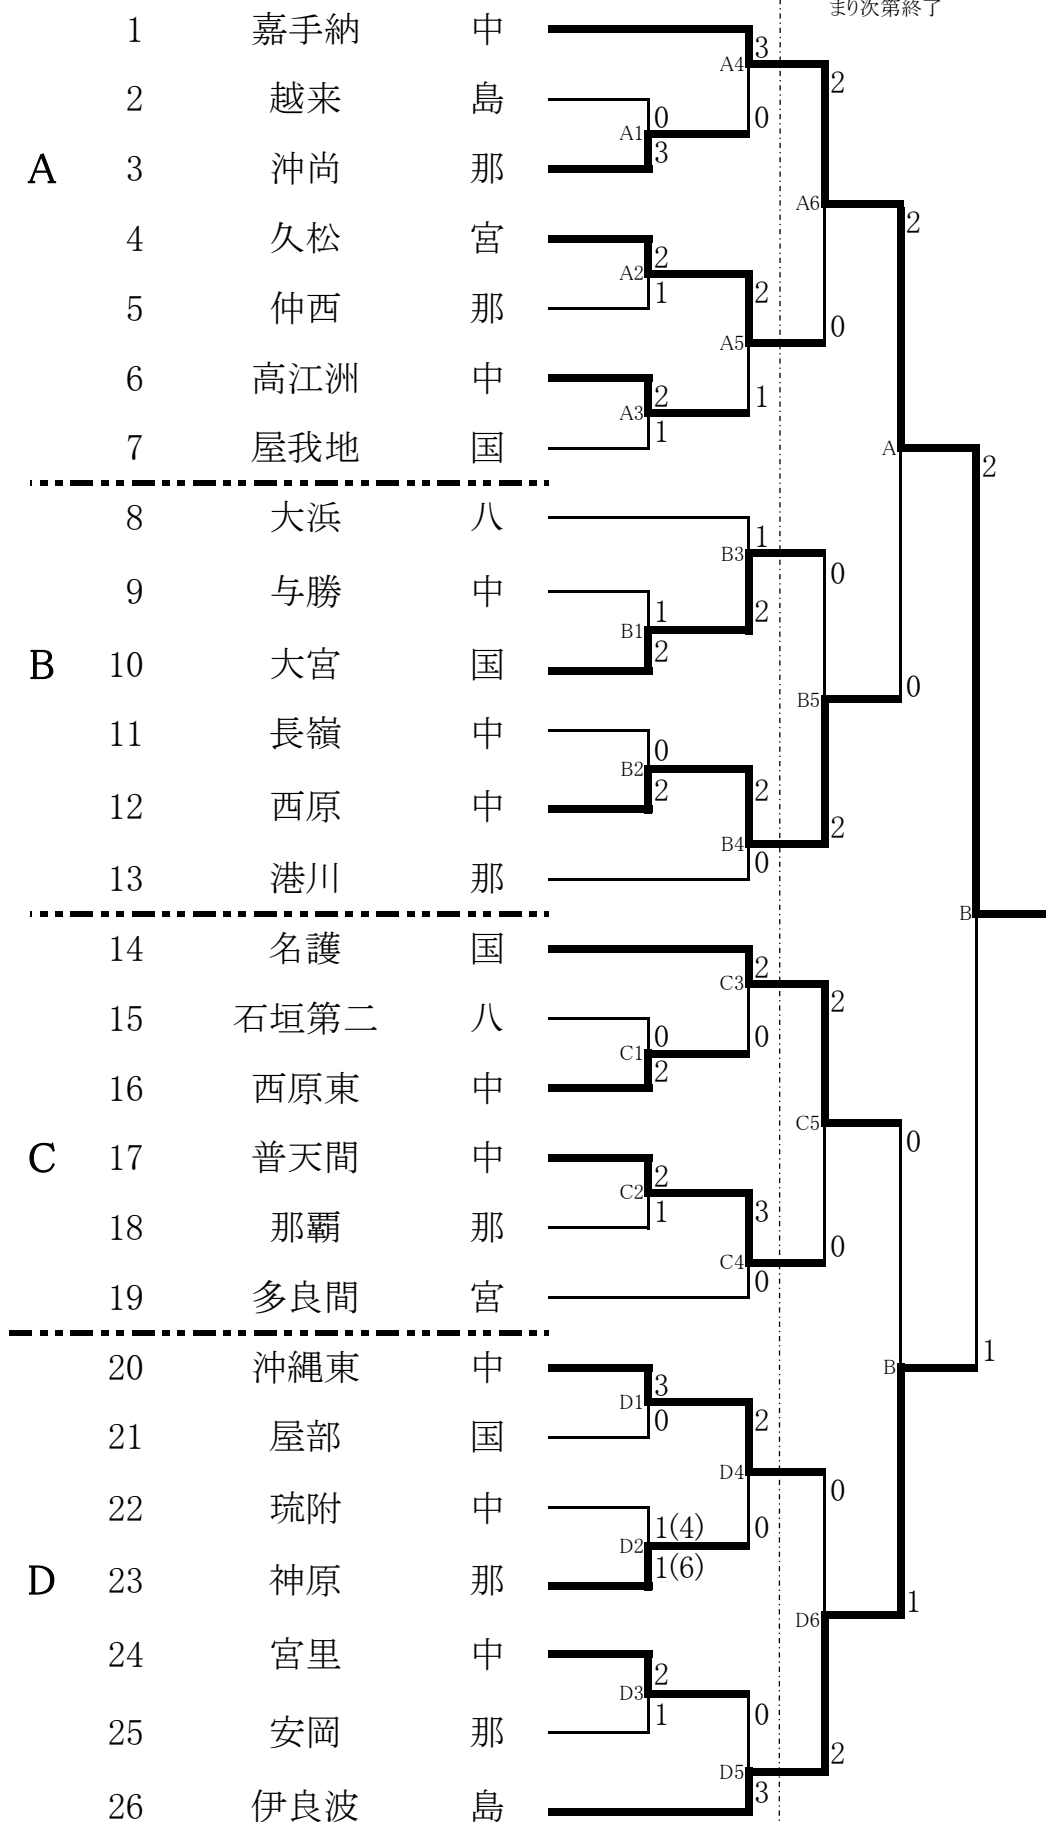 まり次第終了
1 嘉手納 中
3
A4
2
2 越来 島
0
A1
0
3
A 3 沖尚 那
A6
2
4 久松 宮
2
A2
1
2
5 仲西 那
0
A5
6 高江洲 中
2
1
A3
1
7 屋我地 国
A
2
8 大浜 八
1
B3
0
9 与勝 中
1
2
B1
2
B 10 大宮 国
0
B5
11 長嶺 中
0
B2
2
2
12 西原 中
2
B4
0
13 港川 那
B
14 名護 国
2
C3
2
15 石垣第二 八
0
0
C1
2
16 西原東 中
C5
0
C 17 普天間 中
2
C2
1
3
18 那覇 那
0
C4
0
19 多良間 宮
1
20 沖縄東 中
B
3
D1
0
2
21 屋部 国
D4
0
22 琉附 中
1(4)
0
D2
1(6)
D 23 神原 那
1
D6
24 宮里 中
2
D3
1
0
25 安岡 那
2
D5
3
26 伊良波 島